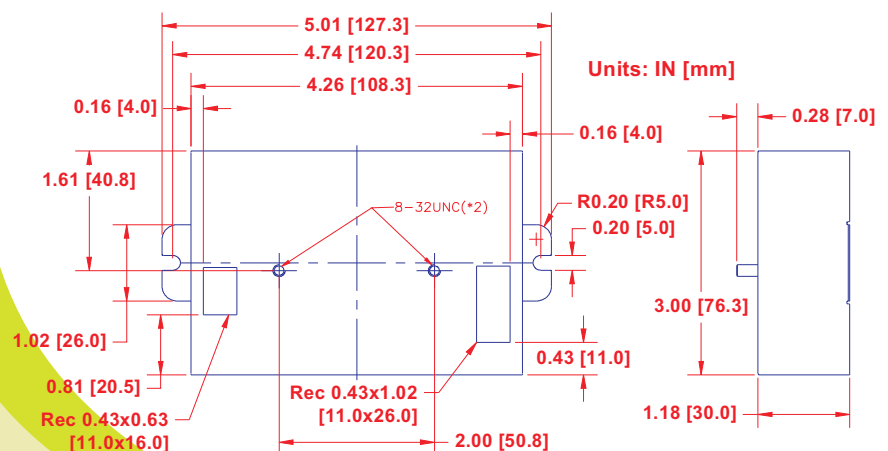 5.01 [127.3]
4.74 [120.3]
4.26 [108.3]
Units: IN [mm]
0.16 [4.0]
0.28 [7.0]
0.16 [4.0]
1.61 [40.8]
8-32UNC(*2)
R0.20 [R5.0]
0.20 [5.0]
3.00 [76.3]
1.02 [26.0]
0.43 [11.0]
0.81 [20.5]
Rec 0.43x1.02
[11.0x26.0]
1.18 [30.0]
Rec 0.43x0.63
[11.0x16.0]
2.00 [50.8]